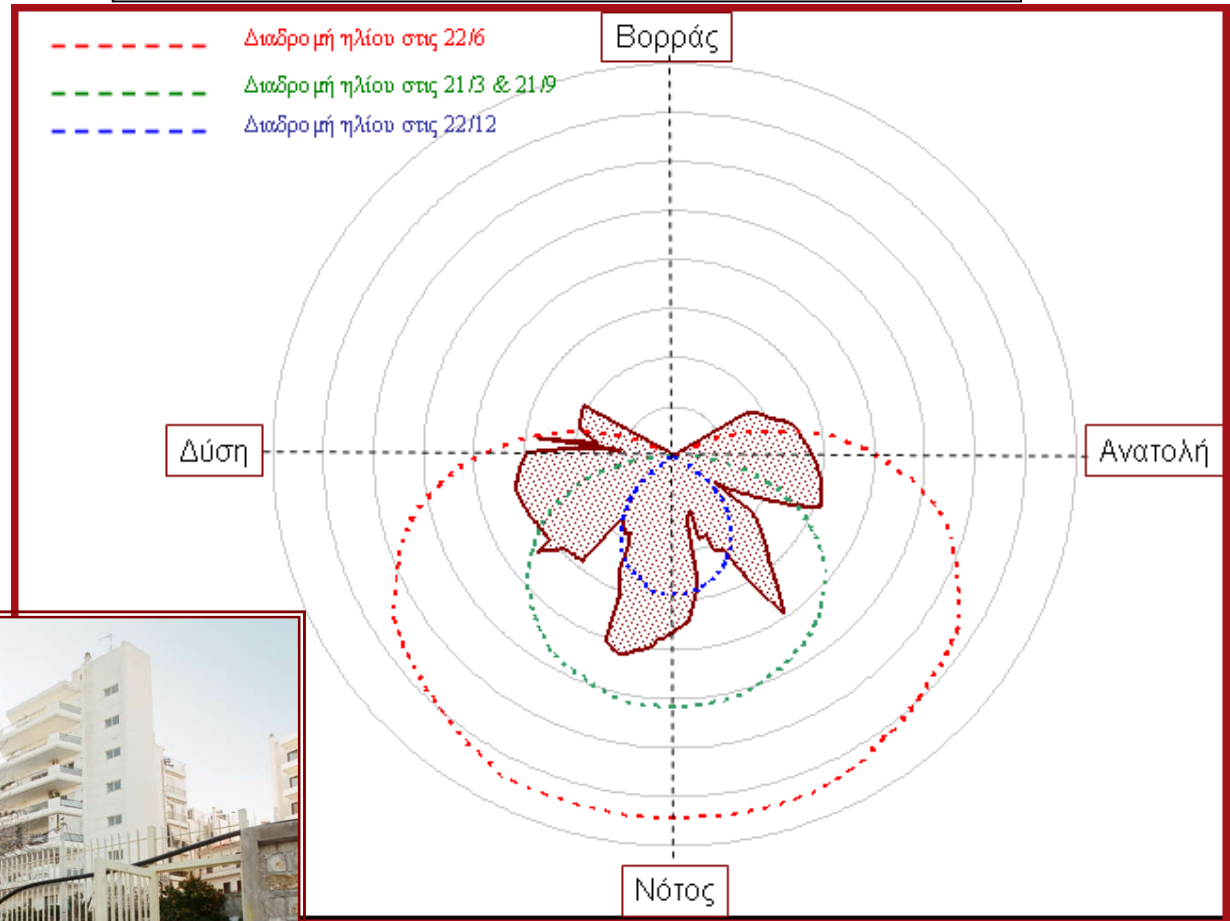 Βορράς
Διαδρομή ηλίου στις 22/6
Διαδρομή ηλίου στις 21/3 & 21/9
Διαδρομή ηλίου στις 22/12
Δύση
Ανατολή
Νότος